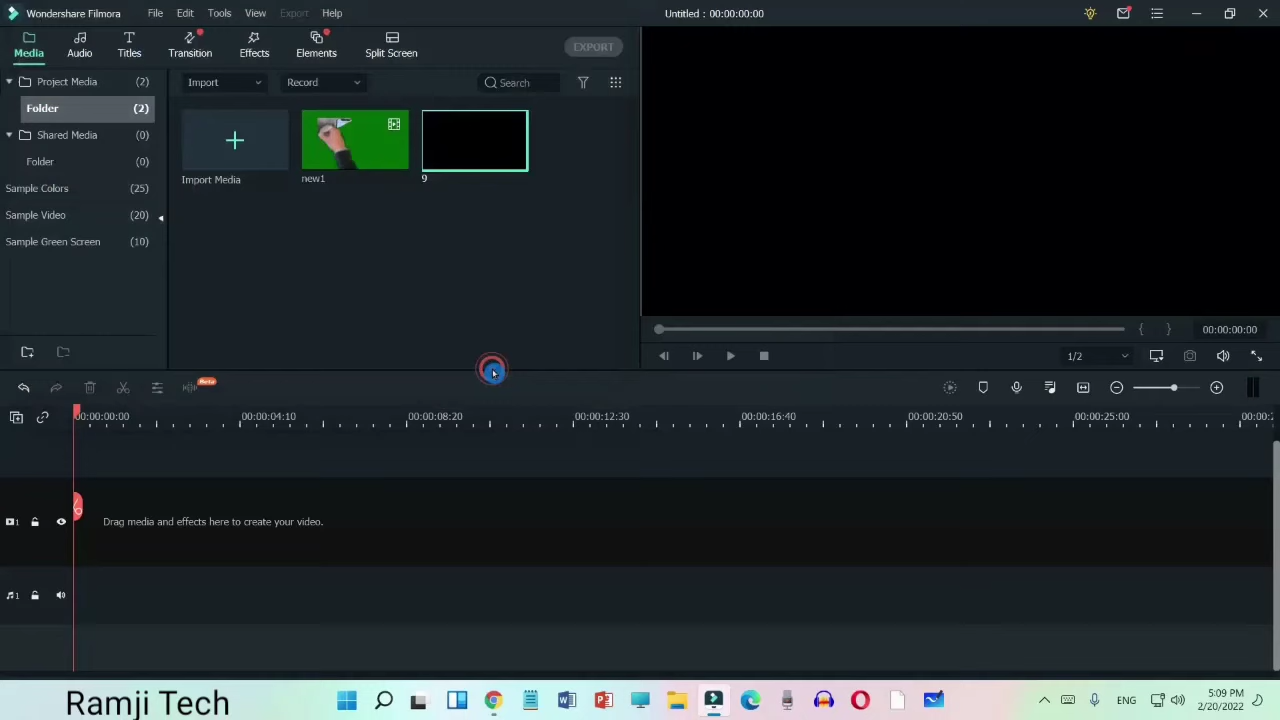 Wondershare Filmora File Edit Tools View Export Help Untitled : 00:00:00:00
Media Audio Titles Transition Effects Elements Split Screen EXPORT
Project Media (2) Import Record Search
Folder (2)
Shared Media (0)
Folder (0)
Import Media new1 9
Sample Colors (25)
Sample Video (20)
Sample Green Screen (10)
{ } 00:00:00:00
1/2
Beta
00:00:00:00 00:00:04:10 00:00:08:20 00:00:12:30 00:00:16:40 00:00:20:50 00:00:25:00
1 Drag media and effects here to create your video.
1
Ramji Tech ENG 5:09 PM
2/20/2022